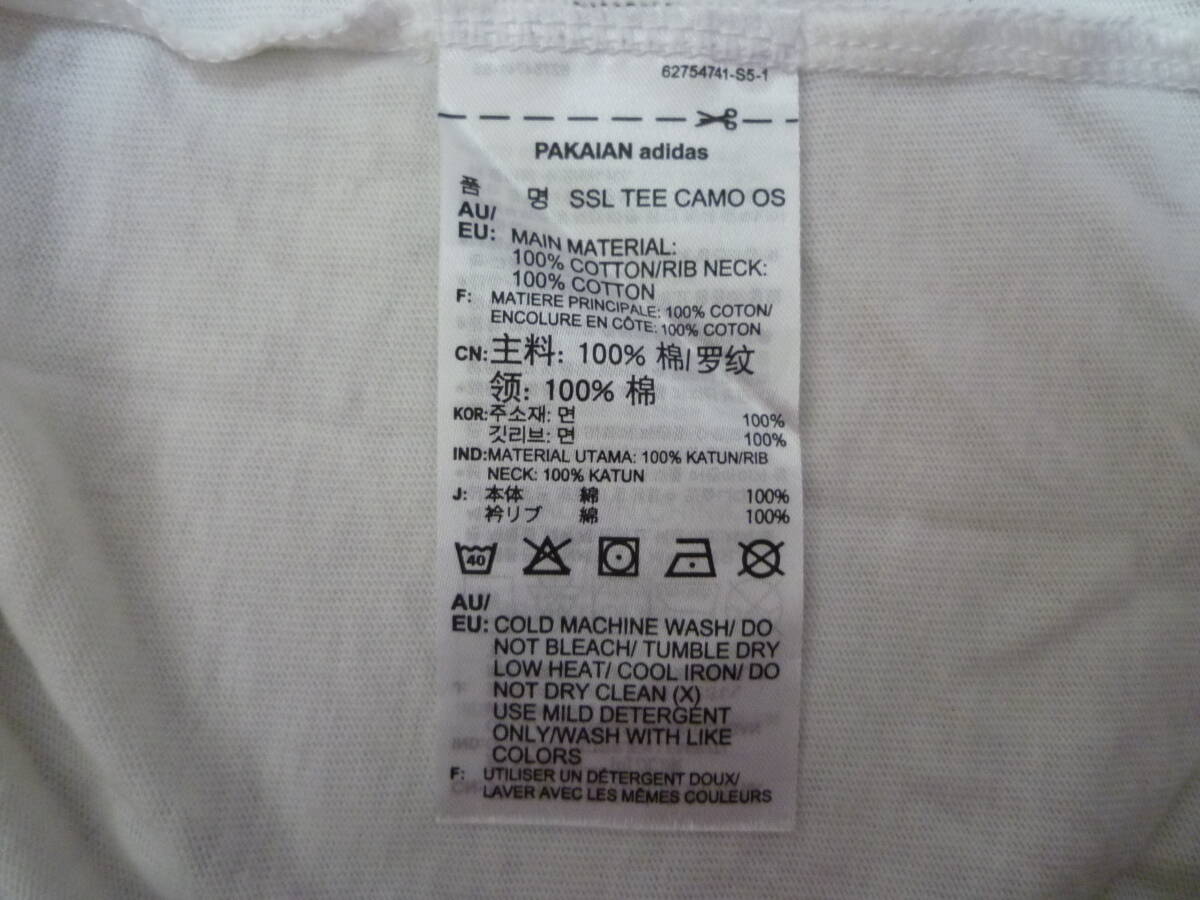 62754741-S5-1
PAKAIAN adidas
품 명 SSL TEE CAMO OS
AU/
EU: MAIN MATERIAL:
100% COTTON/RIB NECK:
100% COTTON
F: MATIERE PRINCIPALE: 100% COTON/
ENCOLURE EN CÔTE: 100% COTON
CN:主料: 100% 棉/罗纹
领: 100% 棉
KOR:주소재: 면 100%
깃리브: 면 100%
IND:MATERIAL UTAMA: 100% KATUN/RIB
NECK: 100% KATUN
J: 本体 綿 100%
衿リブ 綿 100%
40
AU/
EU: COLD MACHINE WASH/ DO
NOT BLEACH/ TUMBLE DRY
LOW HEAT/ COOL IRON/ DO
NOT DRY CLEAN (X)
USE MILD DETERGENT
ONLY/WASH WITH LIKE
COLORS
F: UTILISER UN DÉTERGENT DOUX/
LAVER AVEC LES MÊMES COULEURS